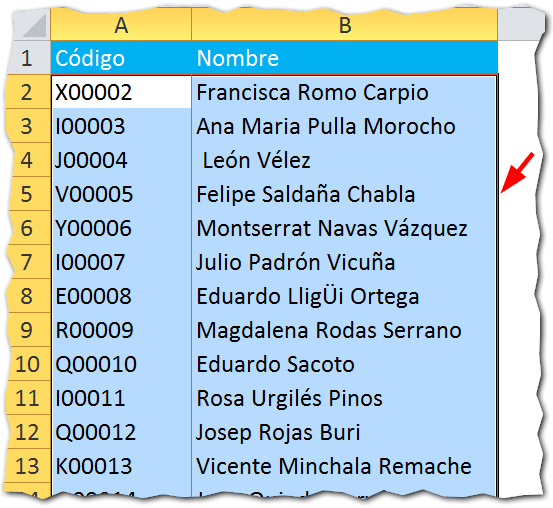 A B
1 Código Nombre
2 X00002 Francisca Romo Carpio
3 I00003 Ana Maria Pulla Morocho
4 J00004 León Vélez
5 V00005 Felipe Saldaña Chabla
6 Y00006 Montserrat Navas Vázquez
7 I00007 Julio Padrón Vicuña
8 E00008 Eduardo LligÜi Ortega
9 R00009 Magdalena Rodas Serrano
10 Q00010 Eduardo Sacoto
11 I00011 Rosa Urgilés Pinos
12 Q00012 Josep Rojas Buri
13 K00013 Vicente Minchala Remache